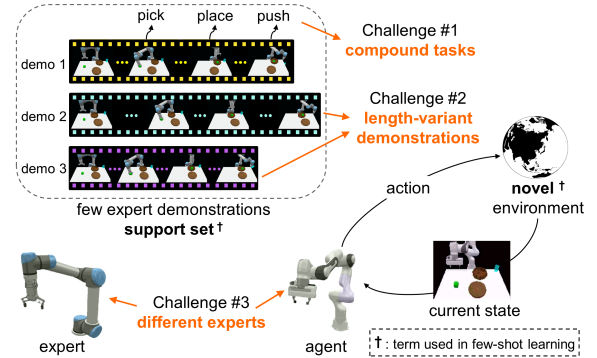 pick place push
Challenge #1
compound tasks
demo 1
demo 2
demo 3
Challenge #2
length-variant
demonstrations
few expert demonstrations
support set †
action
novel †
environment
current state
Challenge #3
different experts
expert
agent
† : term used in few-shot learning